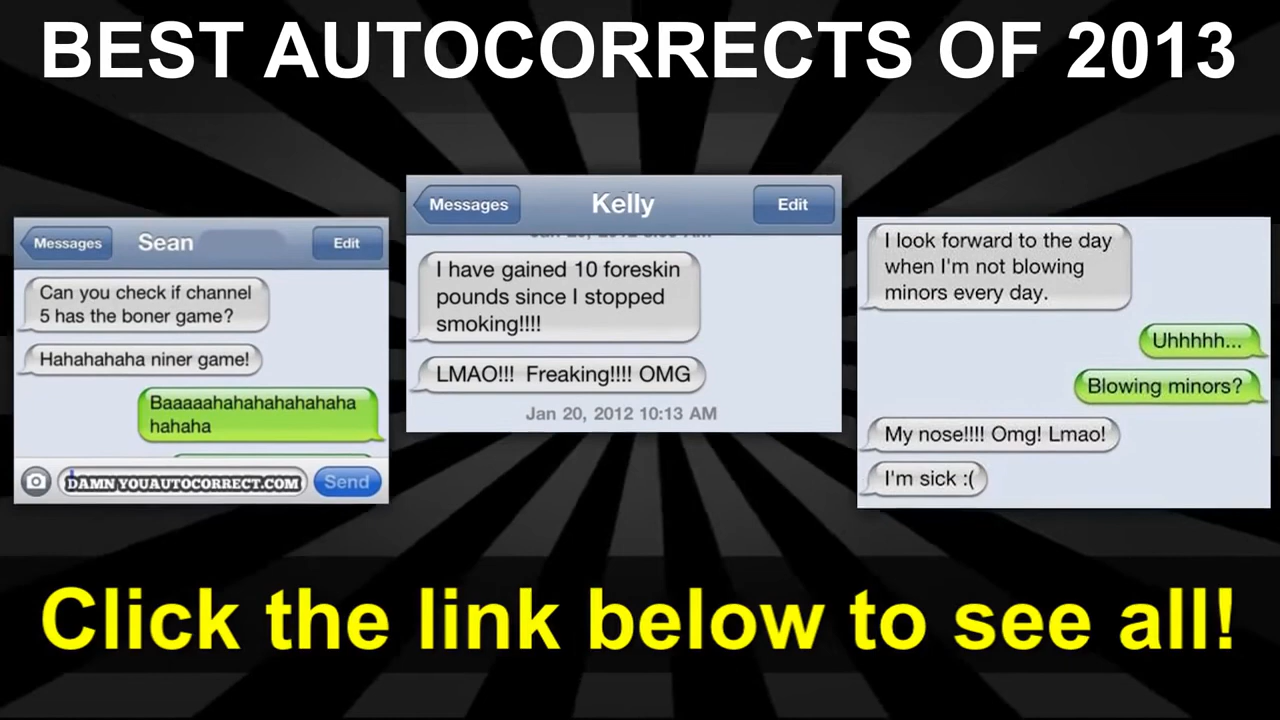 BEST AUTOCORRECTS OF 2013
Messages
Sean
Edit
Can you check if channel
5 has the boner game?
Hahahahaha niner game!
Baaaaahahahahahahaha
hahaha
DAMNYOUAUTOCORRECT.COM
Send
Messages
Kelly
Edit
I have gained 10 foreskin
pounds since I stopped
smoking!!!!
LMAO!!! Freaking!!!! OMG
Jan 20, 2012 10:13 AM
I look forward to the day
when I'm not blowing
minors every day.
Uhhhhh...
Blowing minors?
My nose!!!! Omg! Lmao!
I'm sick :(
Click the link below to see all!